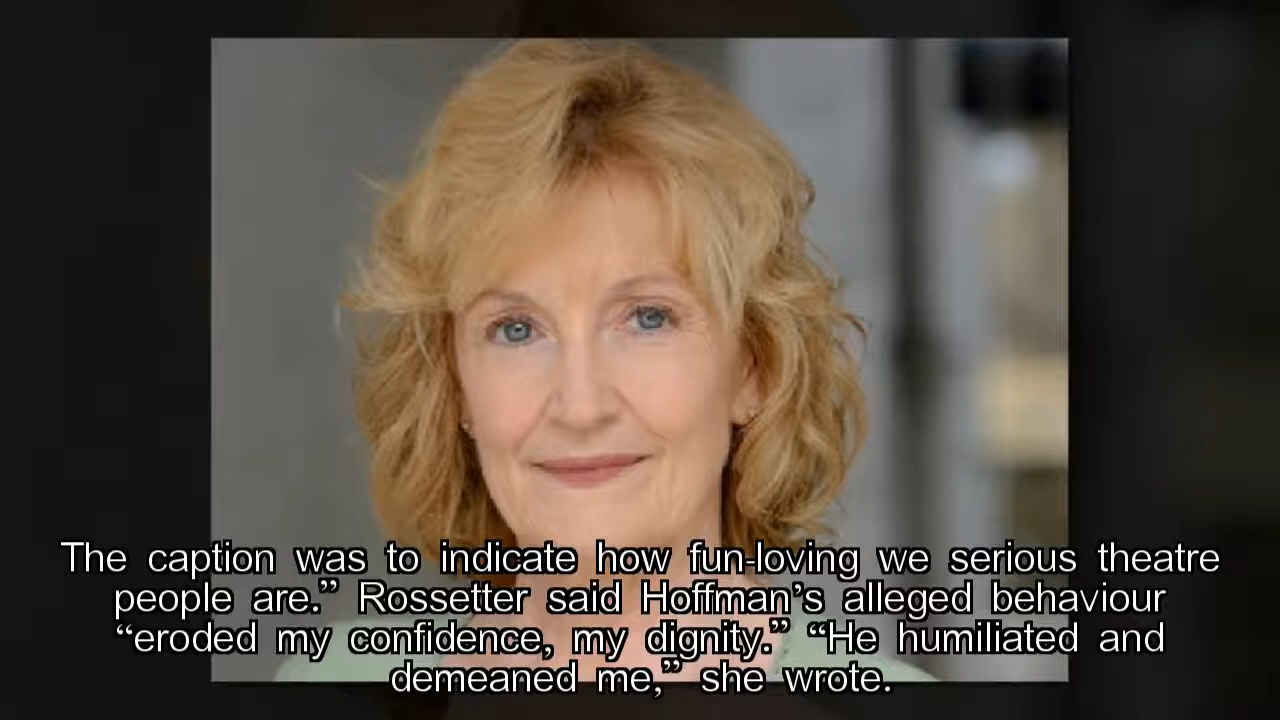 The caption was to indicate how fun-loving we serious theatre
people are.” Rossetter said Hoffman’s alleged behaviour
“eroded my confidence, my dignity.” “He humiliated and
demeaned me,” she wrote.